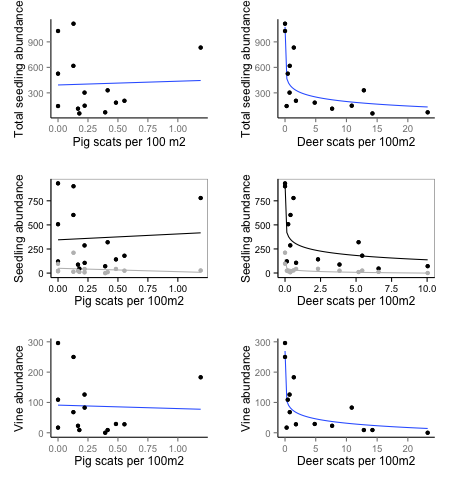 Total seedling abundance
900
600
300
0.00 0.25 0.50 0.75 1.00
Pig scats per 100 m2
Total seedling abundance
900
600
300
0 5 10 15 20
Deer scats per 100m2
Seedling abundance
750
500
250
0
0.00 0.25 0.50 0.75 1.00
Pig scats per 100m2
Seedling abundance
750
500
250
0
0.0 2.5 5.0 7.5 10.0
Deer scats per 100m2
Vine abundance
300
200
100
0
0.00 0.25 0.50 0.75 1.00
Pig scats per 100m2
Vine abundance
300
200
100
0
0 5 10 15 20
Deer scats per 100m2